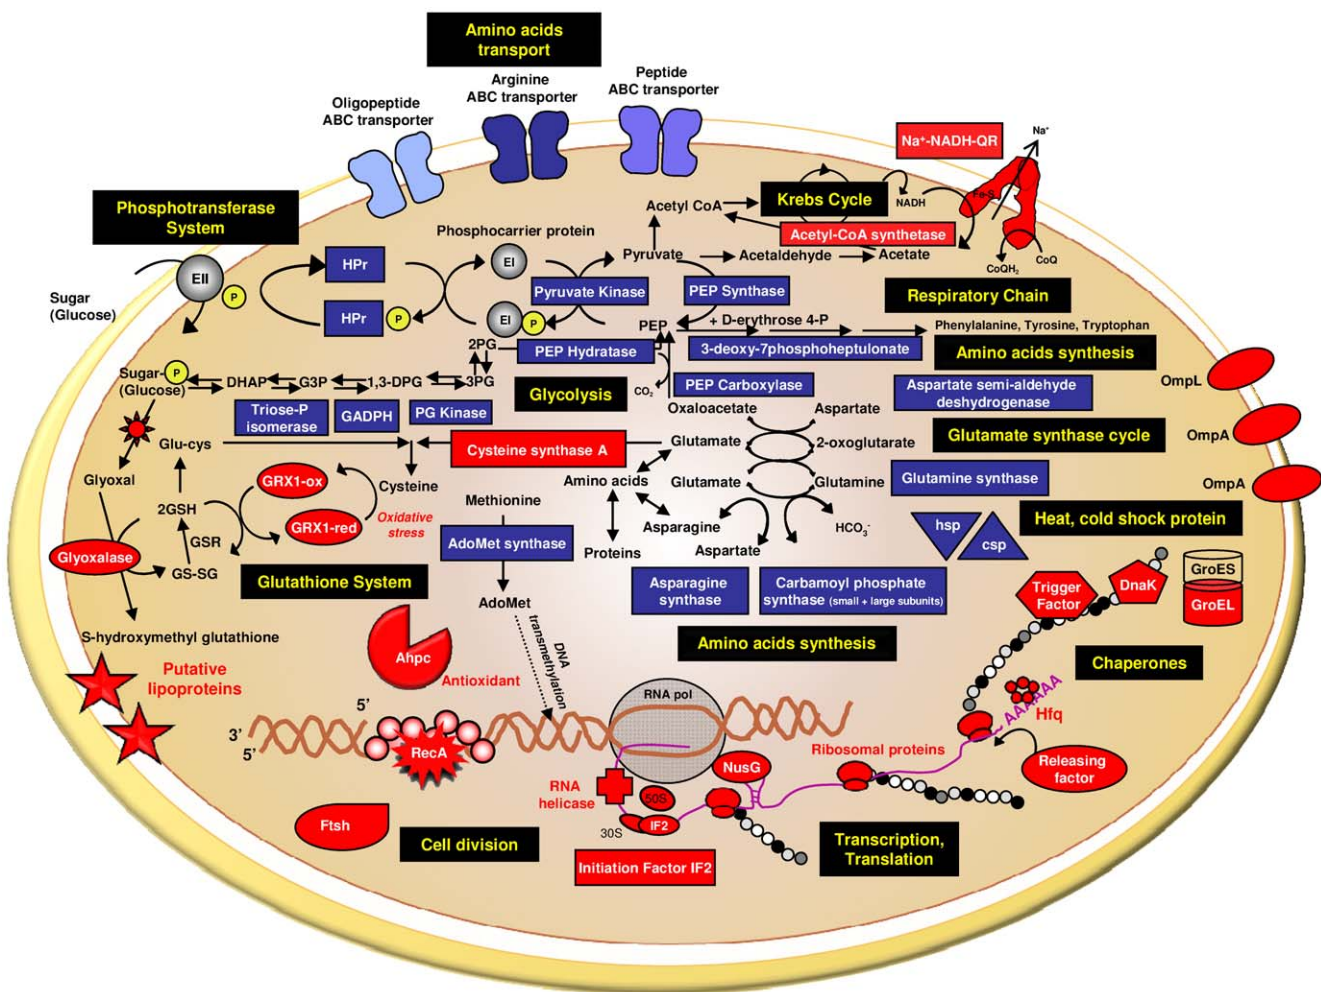 Amino acids
transport
Arginine
ABC transporter
Peptide
ABC transporter
Oligopeptide
ABC transporter
Na⁺-NADH-QR
Na⁺
Fe-S
NADH
CoQH₂
CoQ
Krebs Cycle
Acetyl CoA
Acetyl-CoA synthetase
Phosphotransferase
System
Phosphocarrier protein
Pyruvate
Acetaldehyde
Acetate
EII
P
HPr
EI
Sugar
(Glucose)
Pyruvate Kinase
PEP Synthase
Respiratory Chain
HPr
P
EI
P
PEP
+ D-erythrose 4-P
Phenylalanine, Tyrosine, Tryptophan
2PG
PEP Hydratase
3-deoxy-7phosphoheptulonate
Amino acids synthesis
OmpL
P
Sugar-
(Glucose)
DHAP
G3P
1,3-DPG
3PG
Glycolysis
CO₂
PEP Carboxylase
Aspartate semi-aldehyde
deshydrogenase
Triose-P
isomerase
GADPH
PG Kinase
Oxaloacetate
Aspartate
OmpA
Glu-cys
Cysteine synthase A
Glutamate
2-oxoglutarate
Glutamate synthase cycle
Glyoxal
GRX1-ox
Cysteine
Amino acids
Glutamate
Glutamine
Glutamine synthase
OmpA
2GSH
GRX1-red
Oxidative
stress
Methionine
Asparagine
HCO₃⁻
hsp
csp
Heat, cold shock protein
Glyoxalase
GSR
GS-SG
AdoMet synthase
Proteins
Aspartate
Glutathione System
Asparagine
synthase
Carbamoyl phosphate
synthase (small + large subunits)
Trigger
Factor
DnaK
GroES
GroEL
AdoMet
S-hydroxymethyl glutathione
Ahpc
DNA
transmethylation
Amino acids synthesis
Chaperones
Putative
lipoproteins
Antioxidant
RNA pol
AAAAAA
Hfq
5’
3’
5’
RecA
NusG
Ribosomal proteins
Releasing
factor
RNA
helicase
50S
30S
IF2
Ftsh
Cell division
Initiation Factor IF2
Transcription,
Translation